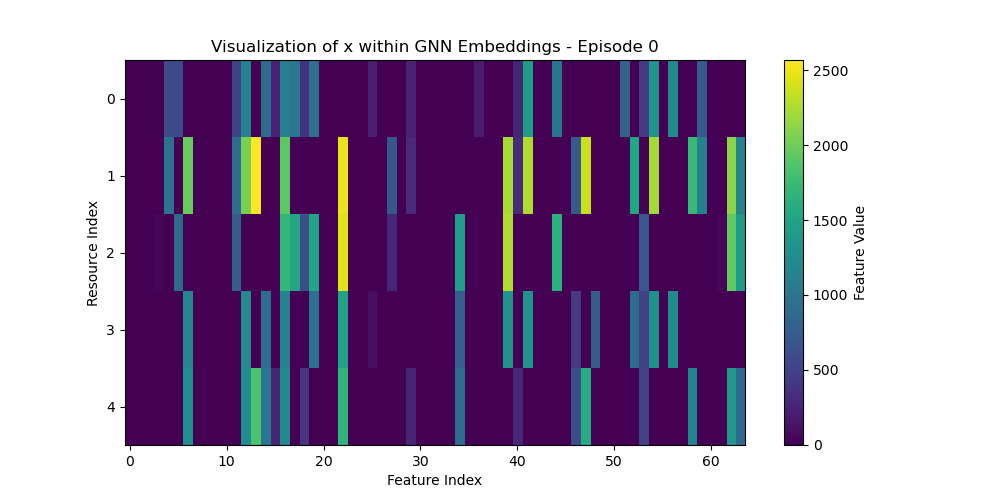 Visualization of x within GNN Embeddings - Episode 0
Resource Index
0
1
2
3
4
0 10 20 30 40 50 60
Feature Index
2500
2000
1500
1000
500
0
Feature Value